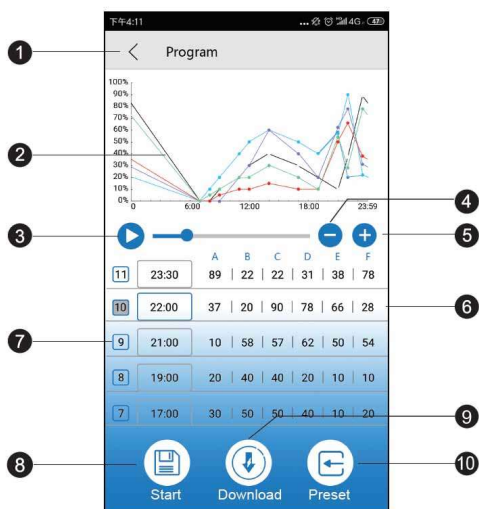 下午4:11 ... 4G 47
1 Program
100%
90%
80%
70%
60%
50%
2
40%
30%
20%
10%
0%
0 6:00 12:00 18:00 23:59
4
3 5
A B C D E F
11 23:30 89 | 22 | 22 | 31 | 38 | 78
10 22:00 37 | 20 | 90 | 78 | 66 | 28 6
7 9 21:00 10 | 58 | 57 | 62 | 50 | 54
8 19:00 20 | 40 | 40 | 20 | 10 | 10
7 17:00 30 | 50 | 50 | 40 | 10 | 20
9
8 10
Start Download Preset